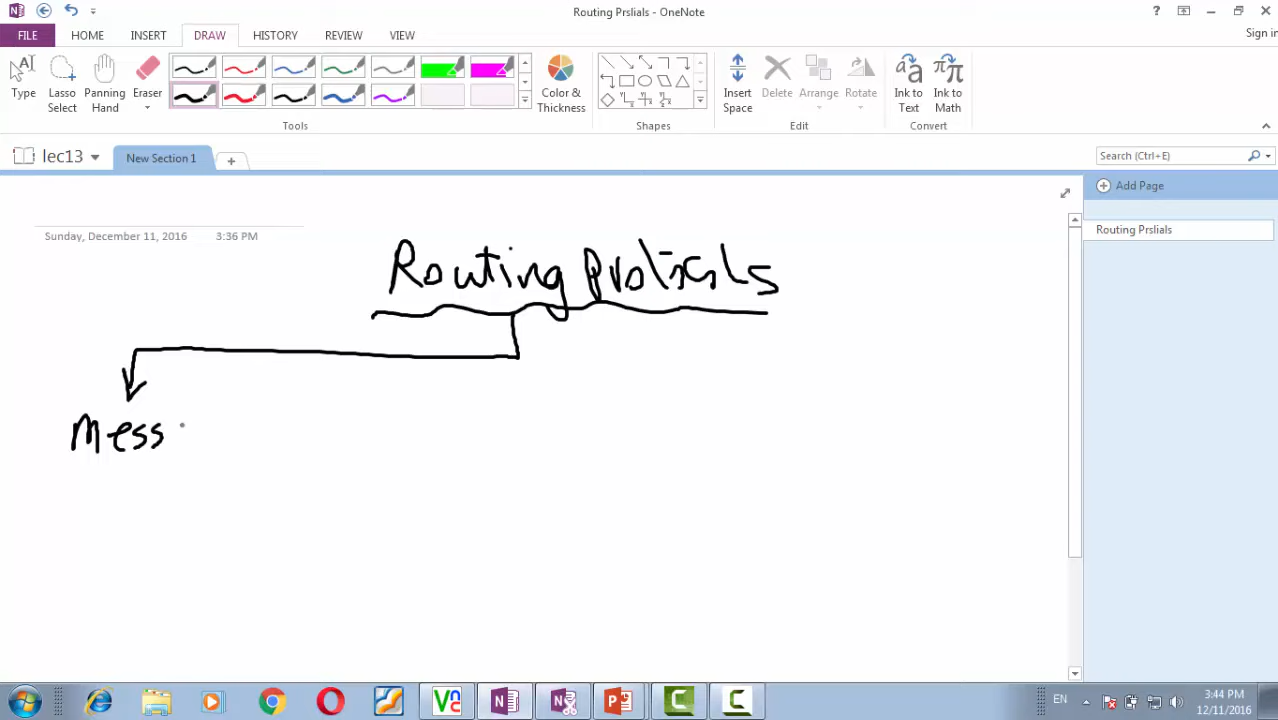 Routing Prslials - OneNote
? 
FILE HOME INSERT DRAW HISTORY REVIEW VIEW Sign in
Type Lasso Select Panning Hand Eraser Color & Thickness Insert Space Delete Arrange Rotate Ink to Text Ink to Math
Tools Shapes Edit Convert
lec13 New Section 1 Search (Ctrl+E)
Add Page
Routing Prslials
Sunday, December 11, 2016 3:36 PM
Routing Protocols
Mess
EN 3:44 PM
12/11/2016